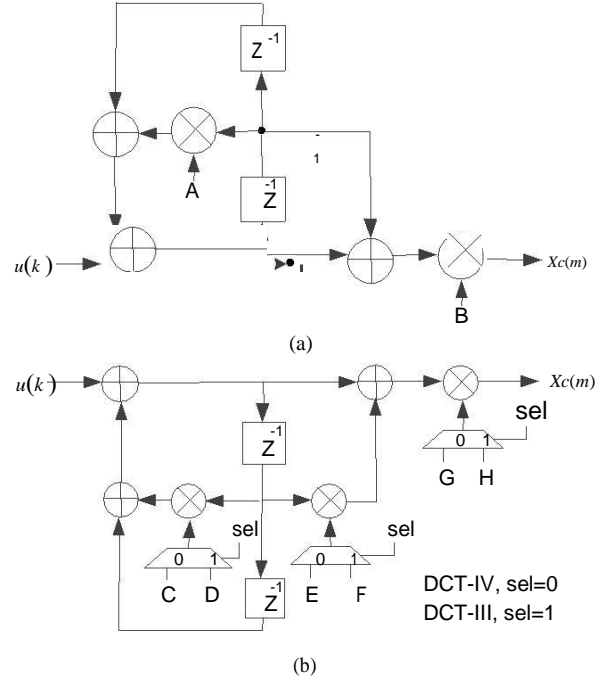 Z⁻¹
-
1
A
Z⁻¹
u(k)
Xc(m)
B
(a)
u(k)
Xc(m)
sel
Z⁻¹
0 1
G H
sel
sel
0 1
0 1
C D
E F
Z⁻¹
DCT-IV, sel=0
DCT-III, sel=1
(b)